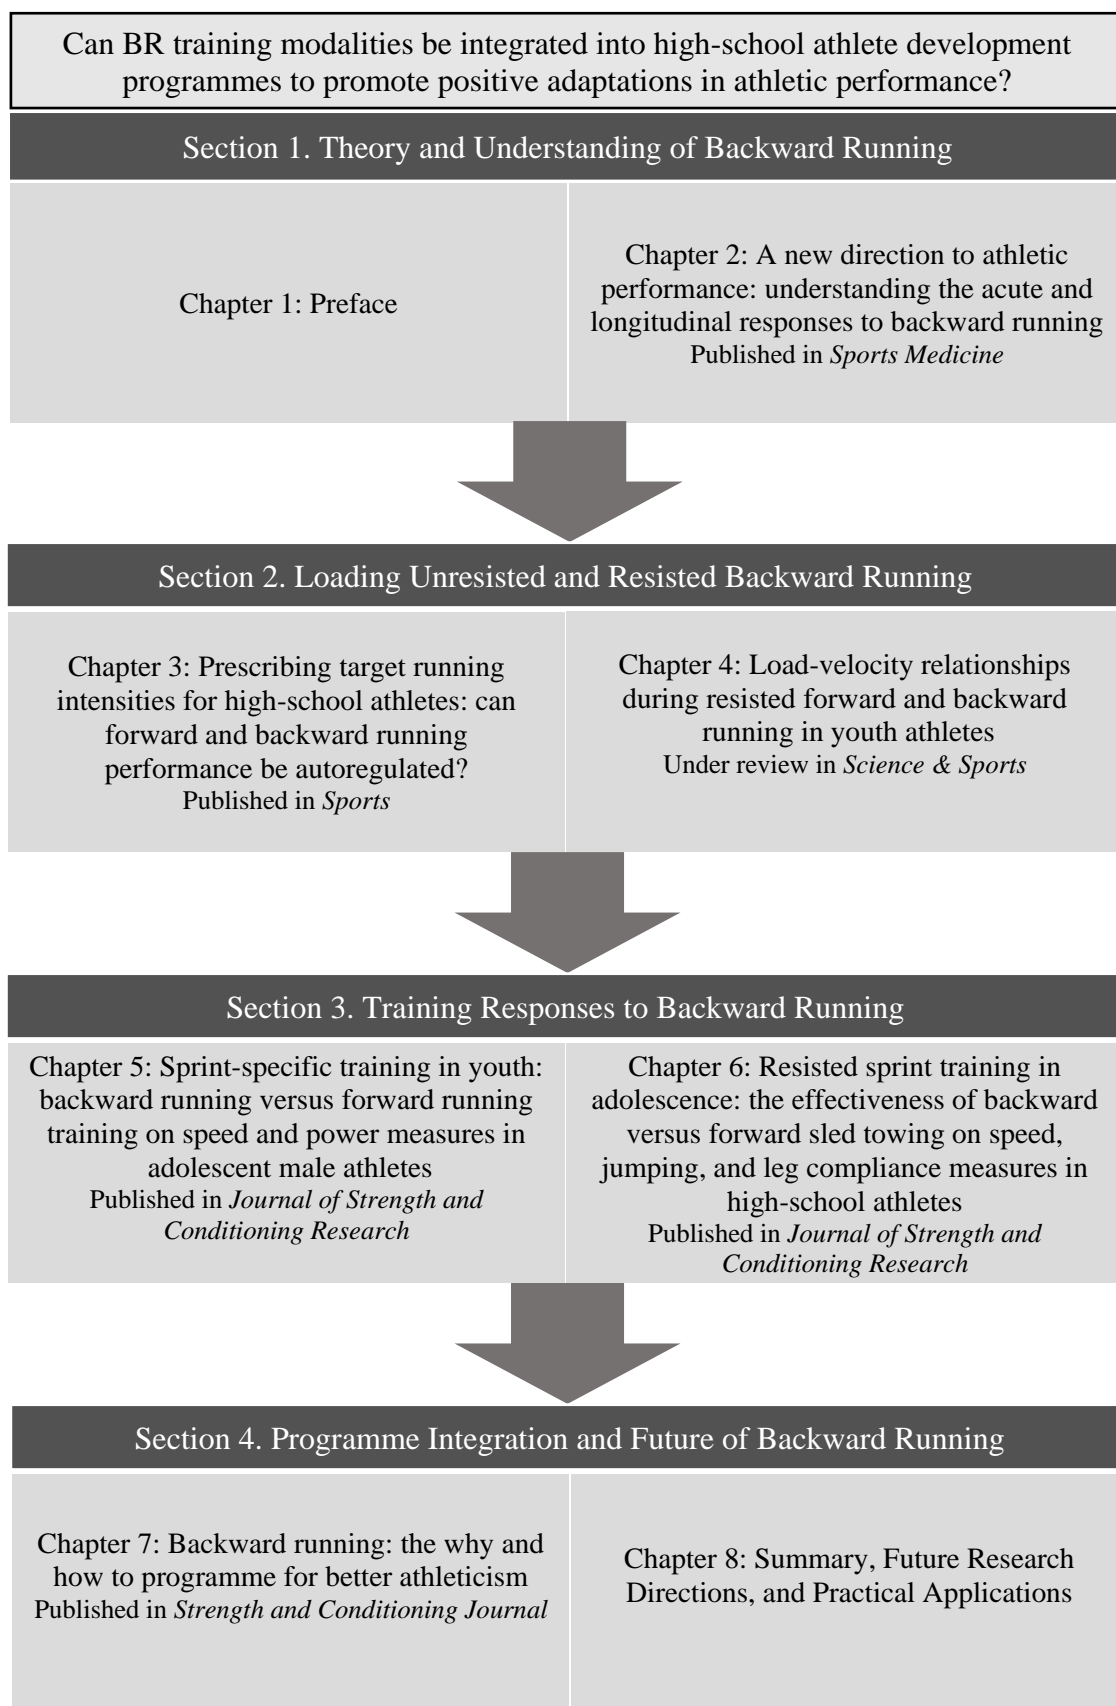 Can BR training modalities be integrated into high-school athlete development
programmes to promote positive adaptations in athletic performance?
Section 1. Theory and Understanding of Backward Running
Chapter 1: Preface
Chapter 2: A new direction to athletic
performance: understanding the acute and
longitudinal responses to backward running
Published in Sports Medicine
Section 2. Loading Unresisted and Resisted Backward Running
Chapter 3: Prescribing target running
intensities for high-school athletes: can
forward and backward running
performance be autoregulated?
Published in Sports
Chapter 4: Load-velocity relationships
during resisted forward and backward
running in youth athletes
Under review in Science & Sports
Section 3. Training Responses to Backward Running
Chapter 5: Sprint-specific training in youth:
backward running versus forward running
training on speed and power measures in
adolescent male athletes
Published in Journal of Strength and
Conditioning Research
Chapter 6: Resisted sprint training in
adolescence: the effectiveness of backward
versus forward sled towing on speed,
jumping, and leg compliance measures in
high-school athletes
Published in Journal of Strength and
Conditioning Research
Section 4. Programme Integration and Future of Backward Running
Chapter 7: Backward running: the why and
how to programme for better athleticism
Published in Strength and Conditioning Journal
Chapter 8: Summary, Future Research
Directions, and Practical Applications